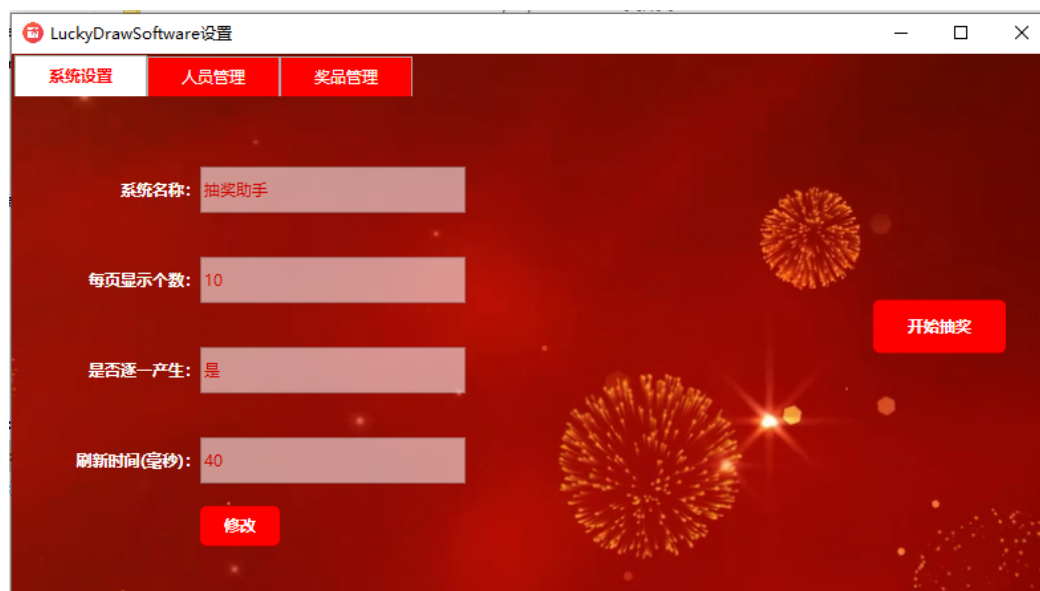 LuckyDrawSoftware设置
系统设置 人员管理 奖品管理
系统名称： 抽奖助手
每页显示个数： 10
开始抽奖
是否逐一产生： 是
刷新时间(毫秒)： 40
修改